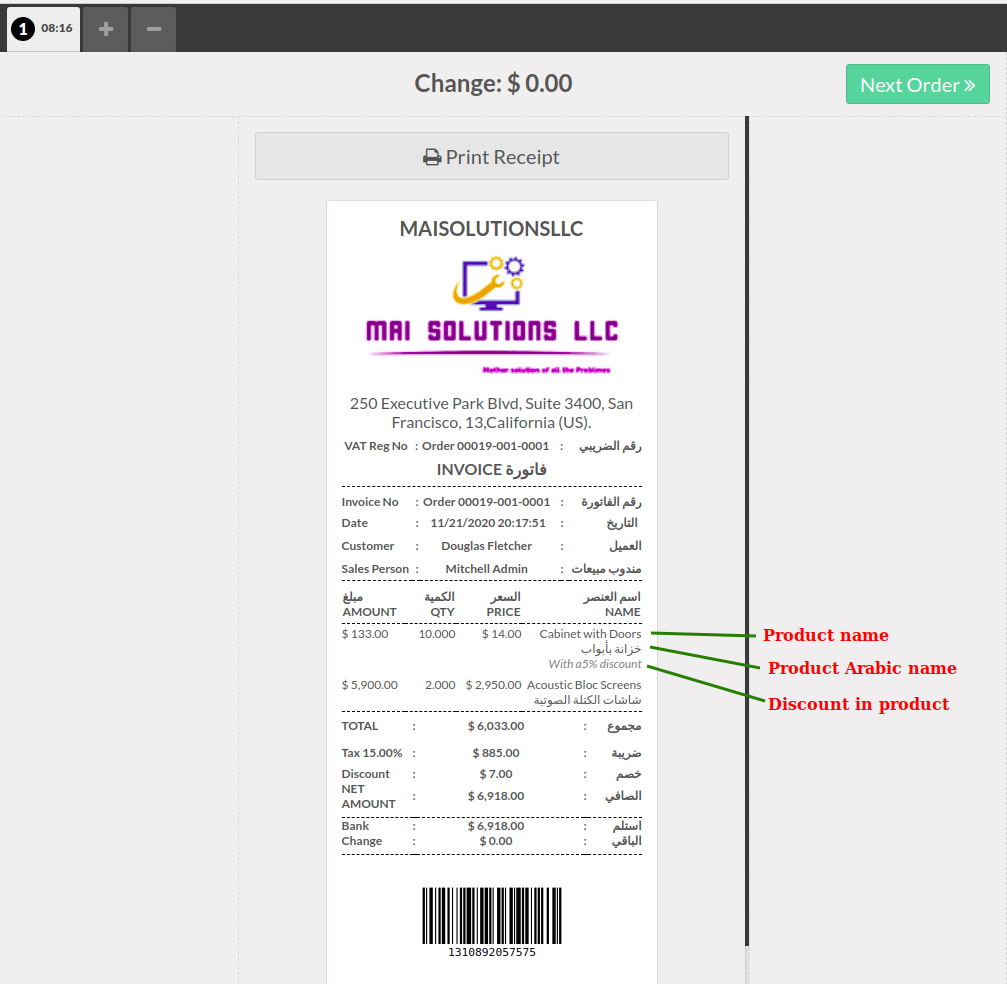 1 08:16 + −
Change: $ 0.00
Next Order »
Print Receipt
MAISOLUTIONSLLC
MAI SOLUTIONS LLC
Mother solution of all the Problmes
250 Executive Park Blvd, Suite 3400, San
Francisco, 13,California (US).
VAT Reg No : Order 00019-001-0001 : رقم الضريبي
INVOICE فاتورة
Invoice No : Order 00019-001-0001 : رقم الفاتورة
Date : 11/21/2020 20:17:51 : التاريخ
Customer : Douglas Fletcher : العميل
Sales Person : Mitchell Admin : مندوب مبيعات
مبلغ الكمية السعر اسم العنصر
AMOUNT QTY PRICE NAME
$ 133.00 10.000 $ 14.00 Cabinet with Doors
خزانة بأبواب
With a5% discount
$ 5,900.00 2.000 $ 2,950.00 Acoustic Bloc Screens
شاشات الكتلة الصوتية
Product name
Product Arabic name
Discount in product
TOTAL : $ 6,033.00 : مجموع
Tax 15.00% : $ 885.00 : ضريبة
Discount : $ 7.00 : خصم
NET
AMOUNT : $ 6,918.00 : الصافي
Bank : $ 6,918.00 : استلم
Change : $ 0.00 : الباقي
1310892057575